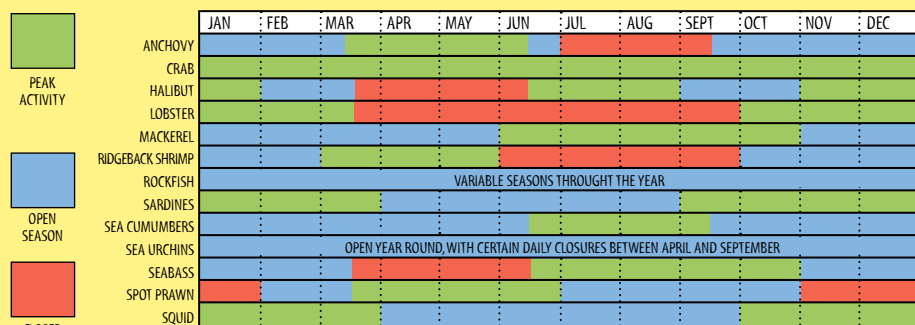 JAN FEB MAR APR MAY JUN JUL AUG SEPT OCT NOV DEC
ANCHOVY
CRAB
HALIBUT
LOBSTER
MACKEREL
RIDGEBACK SHRIMP
ROCKFISH VARIABLE SEASONS THROUGHT THE YEAR
SARDINES
SEA CUMUMBERS
SEA URCHINS OPEN YEAR ROUND, WITH CERTAIN DAILY CLOSURES BETWEEN APRIL AND SEPTEMBER
SEABASS
SPOT PRAWN
SQUID
PEAK
ACTIVITY
OPEN
SEASON